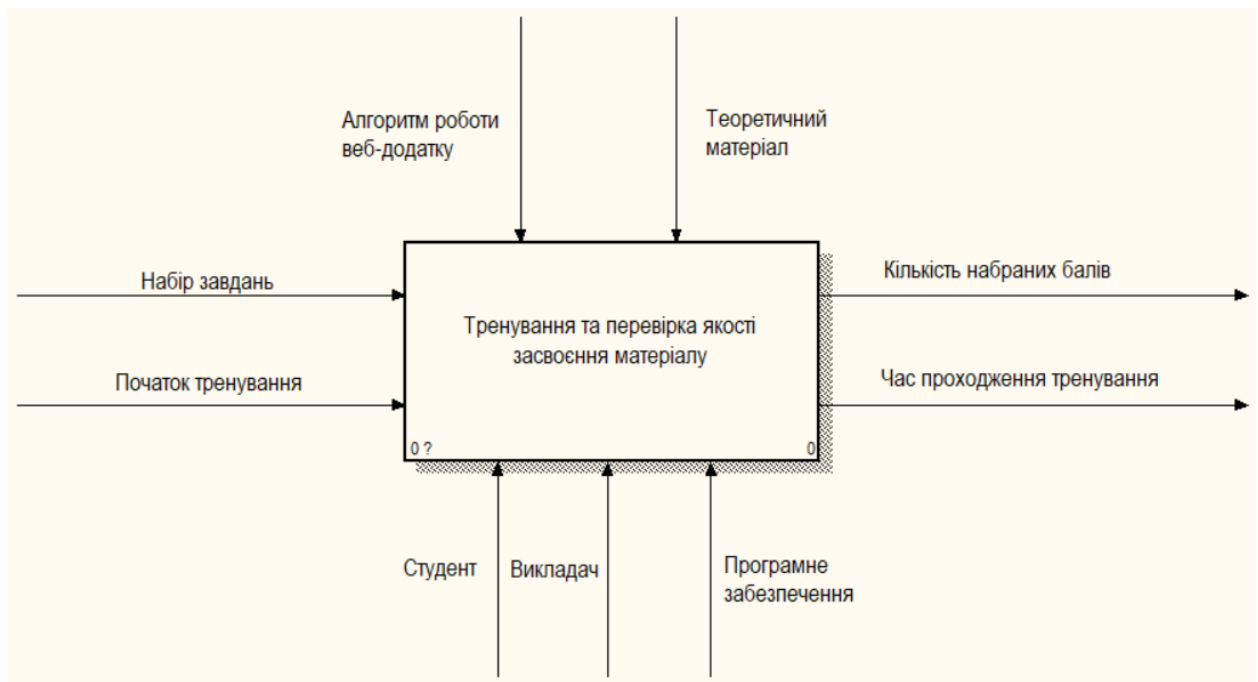 Алгоритм роботи
веб-додатку
Теоретичний
матеріал
Набір завдань
Початок тренування
Тренування та перевірка якості
засвоєння матеріалу
0 ?
0
Кількість набраних балів
Час проходження тренування
Студент
Викладач
Програмне
забезпечення